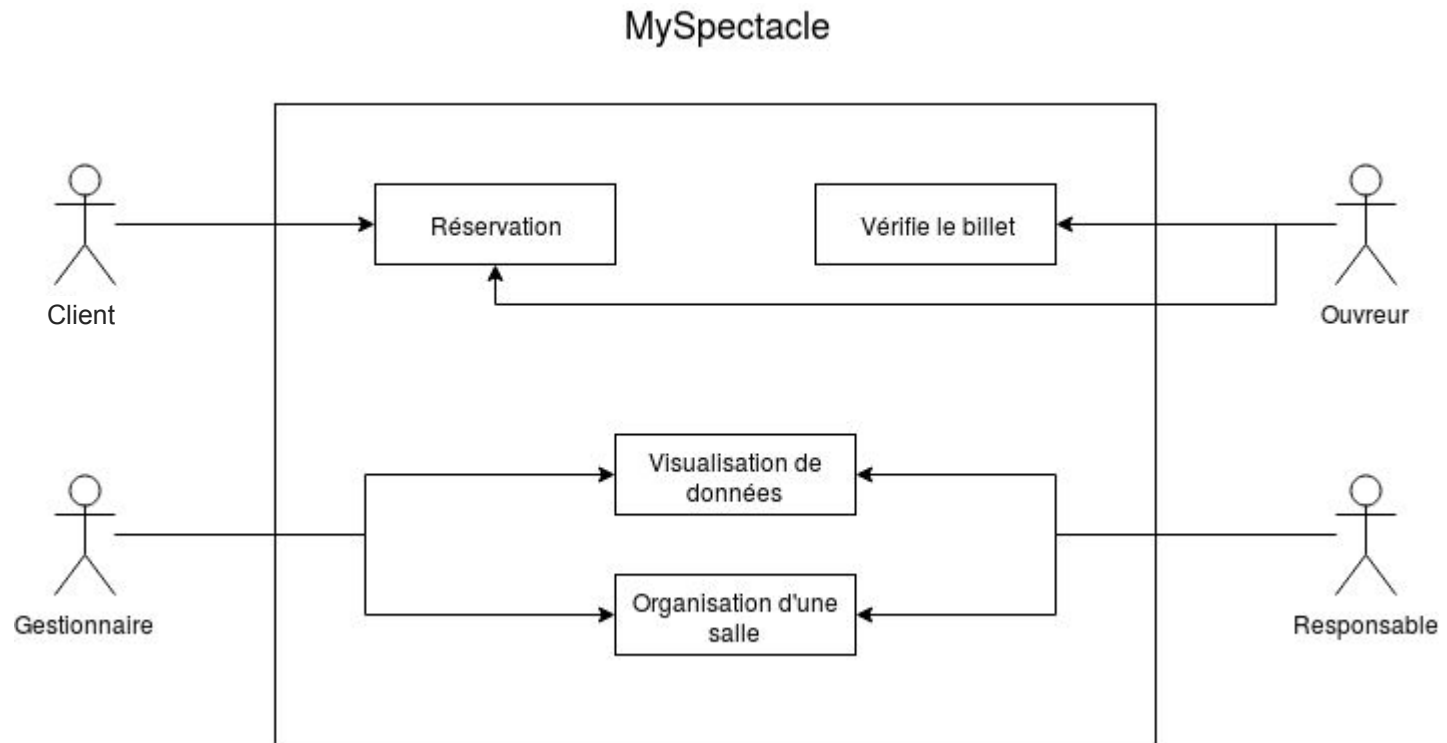 MySpectacle
Réservation
Vérifie le billet
Client
Ouvreur
Visualisation de
données
Organisation d'une
salle
Gestionnaire
Responsable